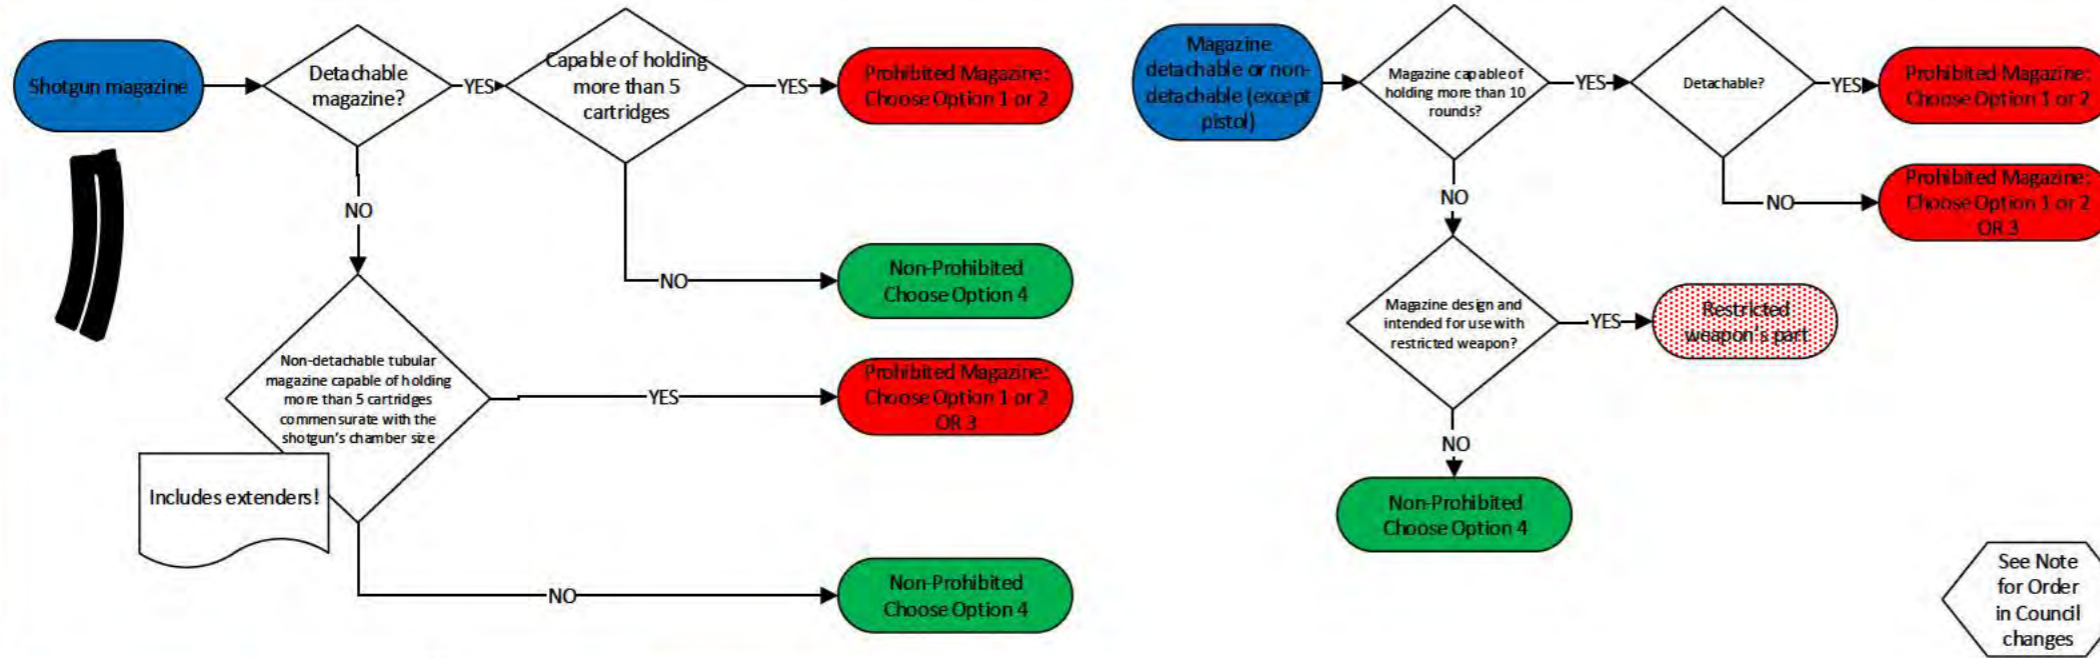 Shotgun magazine
Detachable
magazine?
YES
Capable of holding
more than 5
cartridges
YES
Prohibited Magazine:
Choose Option 1 or 2
NO
NO
Non-Prohibited
Choose Option 4
Non-detachable tubular
magazine capable of holding
more than 5 cartridges
commensurate with the
shotgun's chamber size
YES
Prohibited Magazine:
Choose Option 1 or 2
OR 3
Includes extenders!
NO
Non-Prohibited
Choose Option 4
Magazine
detachable or non-
detachable (except
pistol)
Magazine capable of
holding more than 10
rounds?
YES
Detachable?
YES
Prohibited Magazine:
Choose Option 1 or 2
NO
Prohibited Magazine:
Choose Option 1 or 2
OR 3
NO
Magazine design and
intended for use with
restricted weapon?
YES
Restricted
weapon's part
NO
Non-Prohibited
Choose Option 4
See Note
for Order
in Council
changes